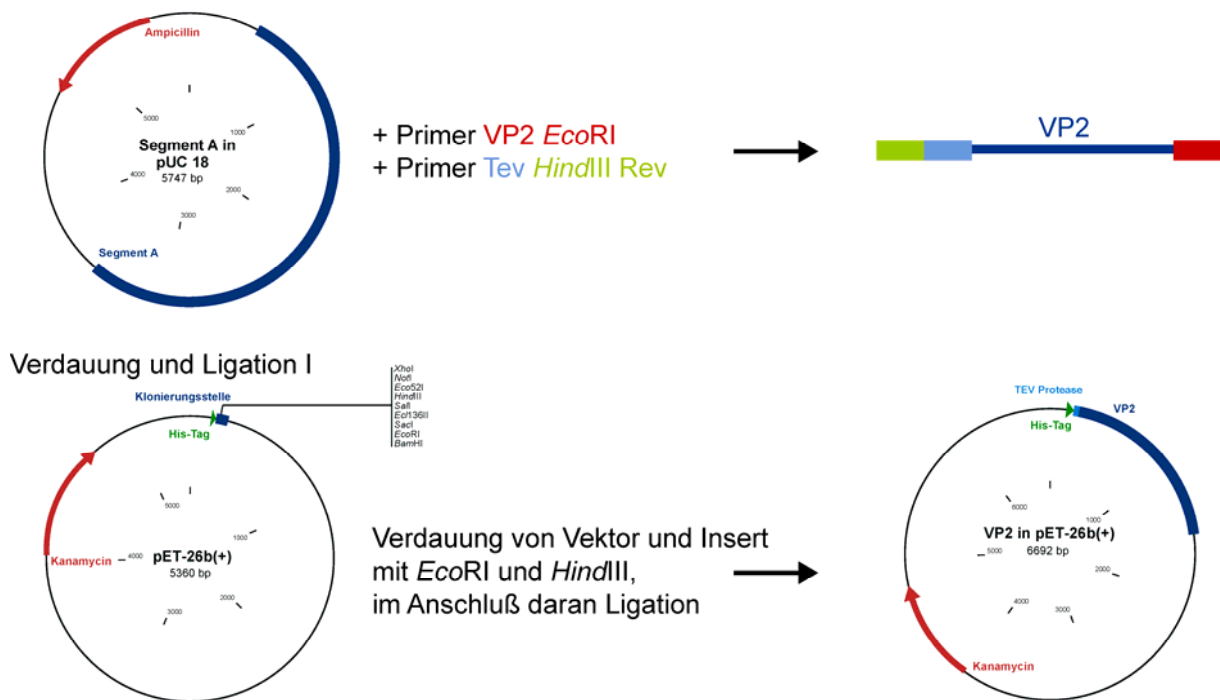 Ampicillin
Segment A in
pUC 18
5747 bp
1000
2000
3000
4000
5000
Segment A
+ Primer VP2 EcoRI
+ Primer Tev HindIII Rev
VP2
Verdauung und Ligation I
Klonierungsstelle
His-Tag
XhoI
NotI
Eco52I
HindIII
SalI
Ecl136II
SacI
EcoRI
BamHI
Kanamycin
pET-26b(+)
5360 bp
1000
2000
3000
4000
5000
Verdauung von Vektor und Insert
mit EcoRI und HindIII,
im Anschluß daran Ligation
TEV Protease
VP2
His-Tag
VP2 in pET-26b(+)
6692 bp
1000
2000
3000
4000
5000
6000
Kanamycin